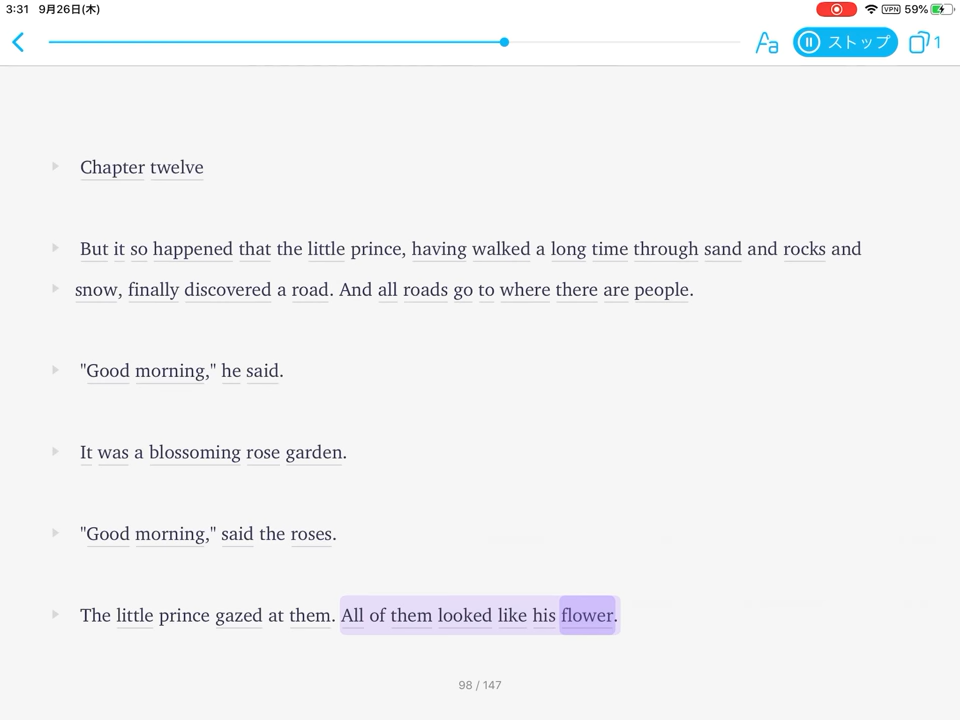 3:31 9月26日(木) VPN 59%
ストップ 1
Chapter twelve
But it so happened that the little prince, having walked a long time through sand and rocks and
snow, finally discovered a road. And all roads go to where there are people.
"Good morning," he said.
It was a blossoming rose garden.
"Good morning," said the roses.
The little prince gazed at them. All of them looked like his flower.
98 / 147